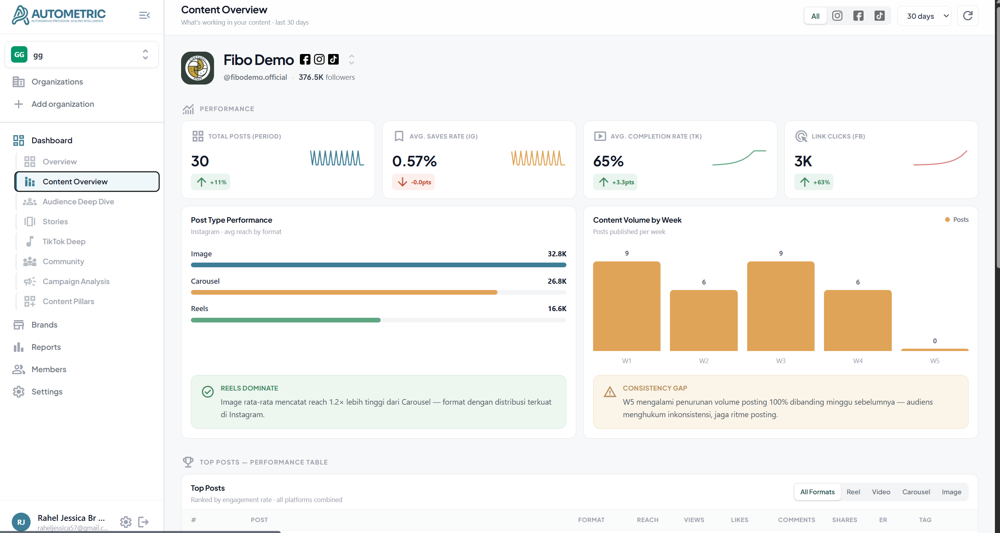 AUTOMETRIC
AUTONOMOUS PRECISSION. SCALING INTELLIGENCE.
GG gg
Organizations
Add organization
Dashboard
Overview
Content Overview
Audience Deep Dive
Stories
TikTok Deep
Community
Campaign Analysis
Content Pillars
Brands
Reports
Members
Settings
RJ
Rahel Jessica Br ...
raheljessica57@gmail.c...
Content Overview
What's working in your content · last 30 days
All
30 days
Fibo Demo
@fibodemo.official · 376.5K followers
FIBONACCI
SPACE
PERFORMANCE
TOTAL POSTS (PERIOD)
30
+11%
AVG. SAVES RATE (IG)
0.57%
-0.0pts
AVG. COMPLETION RATE (TK)
65%
+3.3pts
LINK CLICKS (FB)
3K
+63%
Post Type Performance
Instagram · avg reach by format
Image 32.8K
Carousel 26.8K
Reels 16.6K
REELS DOMINATE
Image rata-rata mencatat reach 1.2× lebih tinggi dari Carousel — format dengan distribusi terkuat
di Instagram.
Content Volume by Week
Posts
Posts published per week
9 6 9 6 0
W1 W2 W3 W4 W5
CONSISTENCY GAP
W5 mengalami penurunan volume posting 100% dibanding minggu sebelumnya — audiens
menghukum inkonsistensi, jaga ritme posting.
TOP POSTS — PERFORMANCE TABLE
Top Posts
Ranked by engagement rate · all platforms combined
All Formats Reel Video Carousel Image
# POST FORMAT REACH VIEWS LIKES COMMENTS SHARES ER TAG